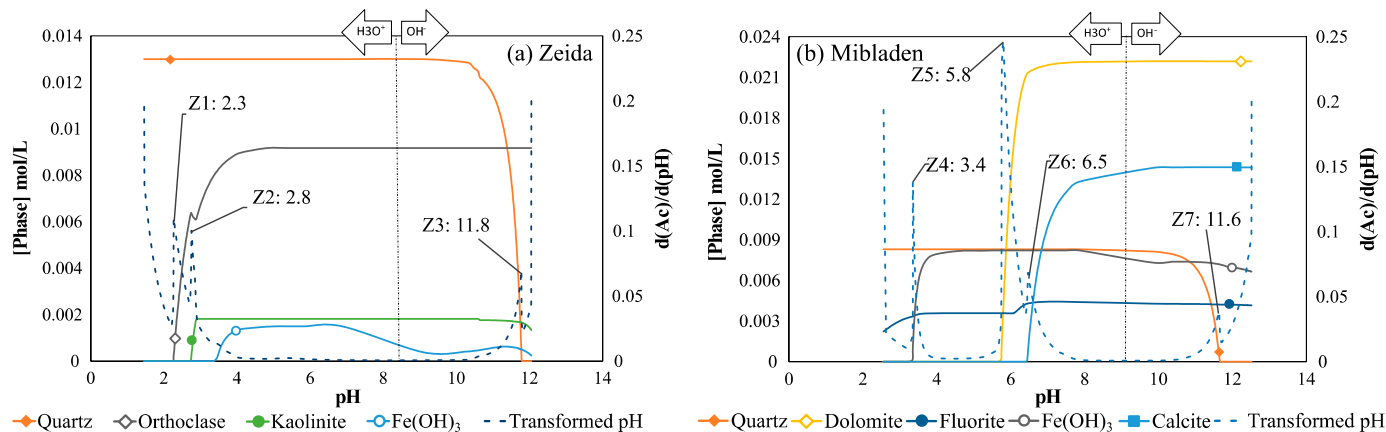 H3O⁺ OH⁻
(a) Zeida
[Phase] mol/L
0.014
0.012
0.01
0.008
0.006
0.004
0.002
0
0.25
0.2
0.15
0.1
0.05
0
d(Ac)/d(pH)
Z1: 2.3
Z2: 2.8
Z3: 11.8
0 2 4 6 8 10 12 14
pH
Quartz Orthoclase Kaolinite Fe(OH)₃ Transformed pH
H3O⁺ OH⁻
(b) Mibladen
[Phase] mol/L
0.024
0.021
0.018
0.015
0.012
0.009
0.006
0.003
0
0.25
0.2
0.15
0.1
0.05
0
d(Ac)/d(pH)
Z5: 5.8
Z4: 3.4
Z6: 6.5
Z7: 11.6
0 2 4 6 8 10 12 14
pH
Quartz Dolomite Fluorite Fe(OH)₃ Calcite Transformed pH